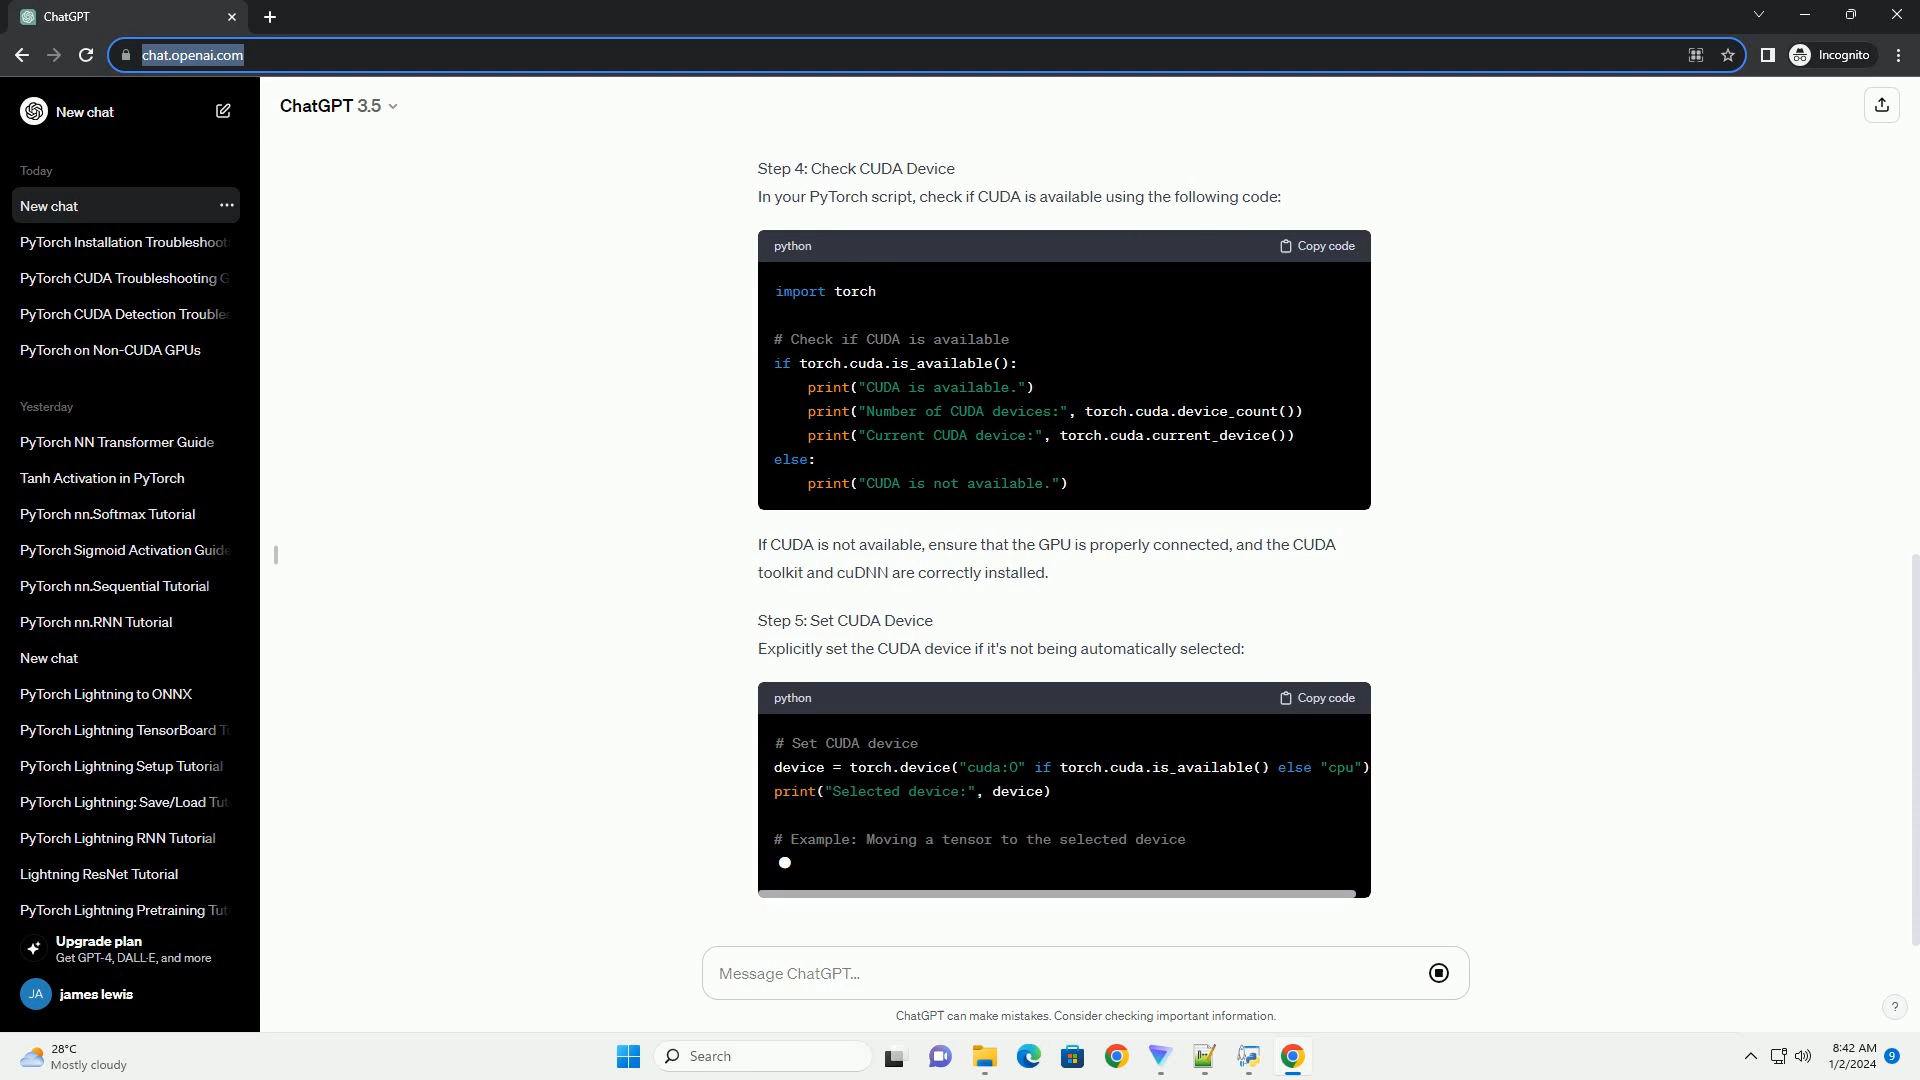 ChatGPT
chat.openai.com
Incognito
New chat
Today
New chat
PyTorch Installation Troubleshoot
PyTorch CUDA Troubleshooting G
PyTorch CUDA Detection Trouble
PyTorch on Non-CUDA GPUs
Yesterday
PyTorch NN Transformer Guide
Tanh Activation in PyTorch
PyTorch nn.Softmax Tutorial
PyTorch Sigmoid Activation Guide
PyTorch nn.Sequential Tutorial
PyTorch nn.RNN Tutorial
New chat
PyTorch Lightning to ONNX
PyTorch Lightning TensorBoard T
PyTorch Lightning Setup Tutorial
PyTorch Lightning: Save/Load Tut
PyTorch Lightning RNN Tutorial
Lightning ResNet Tutorial
PyTorch Lightning Pretraining Tut
Upgrade plan
Get GPT-4, DALL·E, and more
JA james lewis
ChatGPT 3.5
Step 4: Check CUDA Device
In your PyTorch script, check if CUDA is available using the following code:
python Copy code
import torch
# Check if CUDA is available
if torch.cuda.is_available():
    print("CUDA is available.")
    print("Number of CUDA devices:", torch.cuda.device_count())
    print("Current CUDA device:", torch.cuda.current_device())
else:
    print("CUDA is not available.")
If CUDA is not available, ensure that the GPU is properly connected, and the CUDA
toolkit and cuDNN are correctly installed.
Step 5: Set CUDA Device
Explicitly set the CUDA device if it's not being automatically selected:
python Copy code
# Set CUDA device
device = torch.device("cuda:0" if torch.cuda.is_available() else "cpu")
print("Selected device:", device)
# Example: Moving a tensor to the selected device
Message ChatGPT...
ChatGPT can make mistakes. Consider checking important information.
?
28°C
Mostly cloudy
Search
8:42 AM
1/2/2024
9